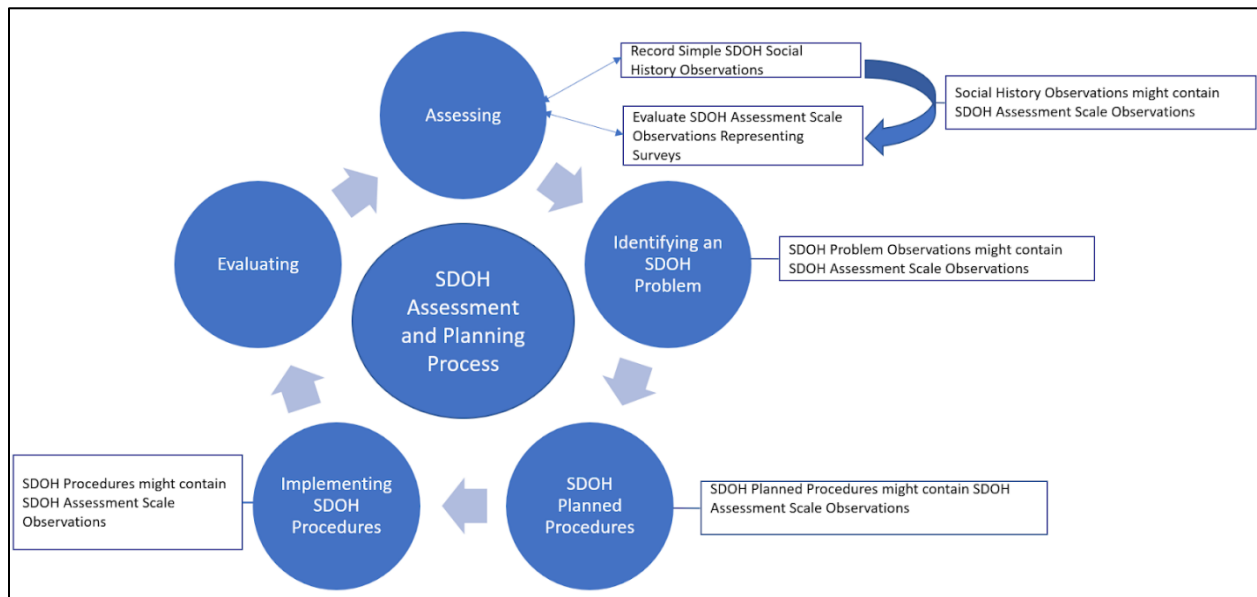 Assessing
Record Simple SDOH Social
History Observations
Evaluate SDOH Assessment Scale
Observations Representing
Surveys
Social History Observations might contain
SDOH Assessment Scale Observations
Identifying an
SDOH
Problem
SDOH Problem Observations might contain
SDOH Assessment Scale Observations
Evaluating
SDOH
Assessment
and Planning
Process
SDOH
Planned
Procedures
SDOH Planned Procedures might contain SDOH
Assessment Scale Observations
Implementing
SDOH
Procedures
SDOH Procedures might contain
SDOH Assessment Scale
Observations